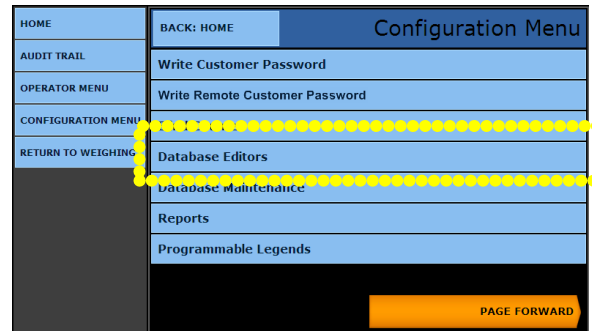 HOME
AUDIT TRAIL
OPERATOR MENU
CONFIGURATION MENU
RETURN TO WEIGHING
BACK: HOME
Configuration Menu
Write Customer Password
Write Remote Customer Password
Database Editors
Database Maintenance
Reports
Programmable Legends
PAGE FORWARD